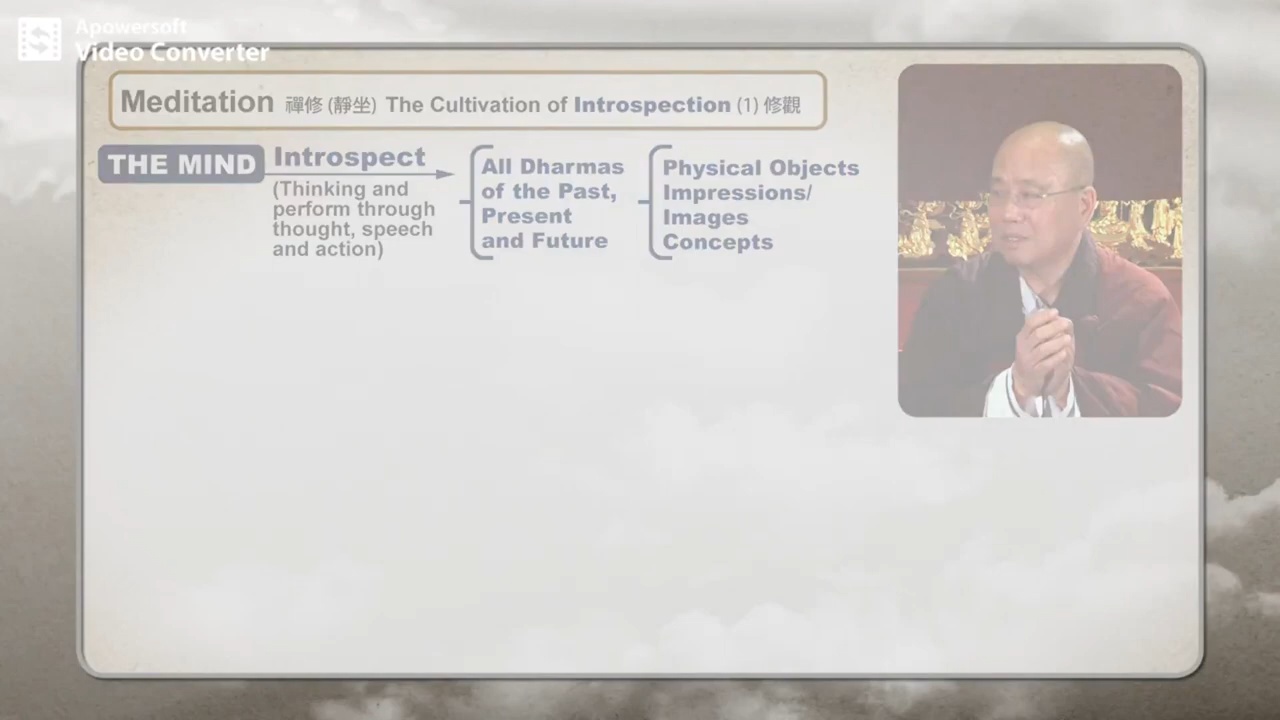 Apowersoft
Video Converter
Meditation 禪修 (靜坐) The Cultivation of Introspection (1) 修觀
THE MIND
Introspect
(Thinking and
perform through
thought, speech
and action)
All Dharmas
of the Past,
Present
and Future
Physical Objects
Impressions/
Images
Concepts